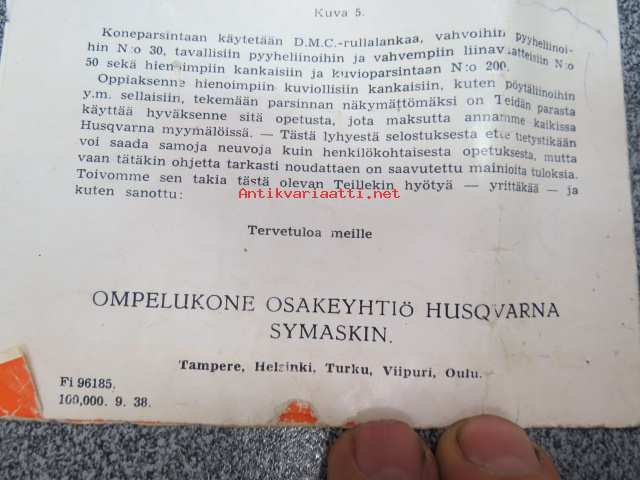 Kuva 5.
Koneparsintaan käytetään D.M.C.-rullalankaa, vahvoihin pyyheliinoi-
hin N:o 30, tavallisiin pyyheliinoihin ja vahvempiin liinavaatteisiin N:o
50 sekä hienoimpiin kankaisiin ja kuvioparsintaan N:o 200.
Oppiaksenne hienoimpiin kuviollisiin kankaisiin, kuten pöytäliinoihin
y.m. sellaisiin, tekemään parsinnan näkymättömäksi on Teidän parasta
käyttää hyväksenne sitä opetusta, jota maksutta annamme kaikissa
Husqvarna myymälöissä. — Tästä lyhyestä selostuksesta ette tietystikään
voi saada samoja neuvoja kuin henkilökohtaisesta opetuksesta, mutta
vaan tätäkin ohjetta tarkasti noudattaen on saavutettu mainioita tuloksia.
Toivomme sen takia tästä olevan Teillekin hyötyä — yrittäkää — ja
kuten sanottu:
Antikvariaatti.net
Tervetuloa meille
OMPELUKONE OSAKEYHTIÖ HUSQVARNA
SYMASKIN.
Tampere, Helsinki, Turku, Viipuri, Oulu.
Fi 96185.
100,000. 9. 38.